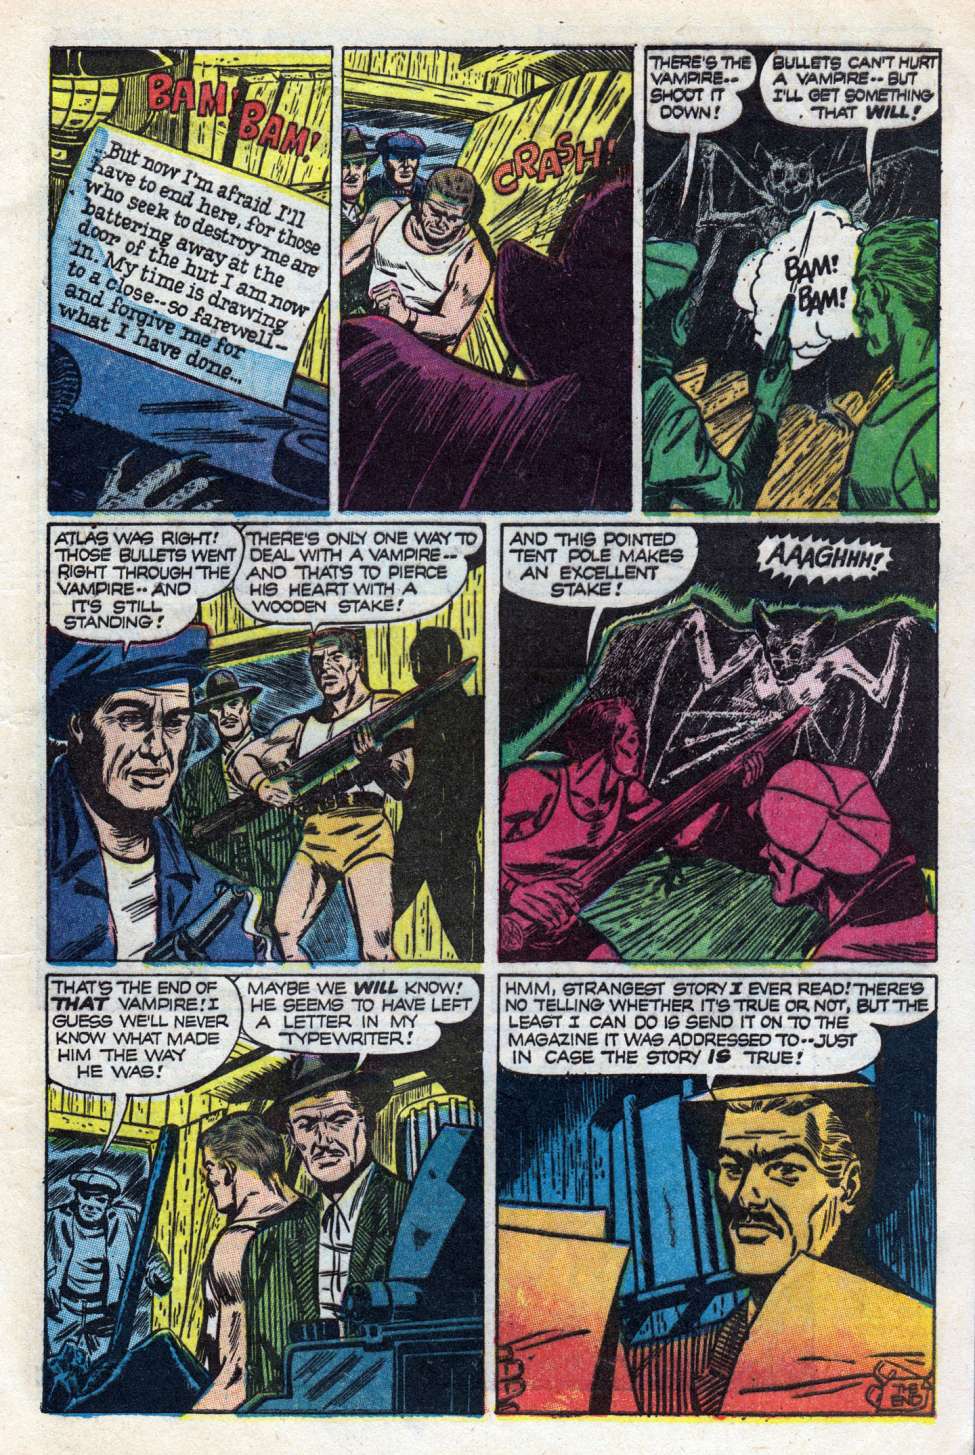 BAM! BAM!
But now I'm afraid I'll
have to end here, for those
who seek to destroy me are
battering away at the
door of the hut I am now
in. My time is drawing
to a close--so farewell--
and forgive me for
what I have done...
CRASH!
THERE'S THE
VAMPIRE--
SHOOT IT
DOWN!
BULLETS CAN'T HURT
A VAMPIRE--BUT
I'LL GET SOMETHING
THAT WILL!
BAM!
BAM!
ATLAS WAS RIGHT!
THOSE BULLETS WENT
RIGHT THROUGH THE
VAMPIRE--AND
IT'S STILL
STANDING!
THERE'S ONLY ONE WAY TO
DEAL WITH A VAMPIRE--
AND THAT'S TO PIERCE
HIS HEART WITH A
WOODEN STAKE!
AND THIS POINTED
TENT POLE MAKES
AN EXCELLENT
STAKE!
AAAGHHH!
THAT'S THE END OF
THAT VAMPIRE! I
GUESS WE'LL NEVER
KNOW WHAT MADE
HIM THE WAY
HE WAS!
MAYBE WE WILL KNOW!
HE SEEMS TO HAVE LEFT
A LETTER IN MY
TYPEWRITER!
HMM, STRANGEST STORY I EVER READ! THERE'S
NO TELLING WHETHER IT'S TRUE OR NOT, BUT THE
LEAST I CAN DO IS SEND IT ON TO THE
MAGAZINE IT WAS ADDRESSED TO--JUST
IN CASE THE STORY IS TRUE!
THE
END